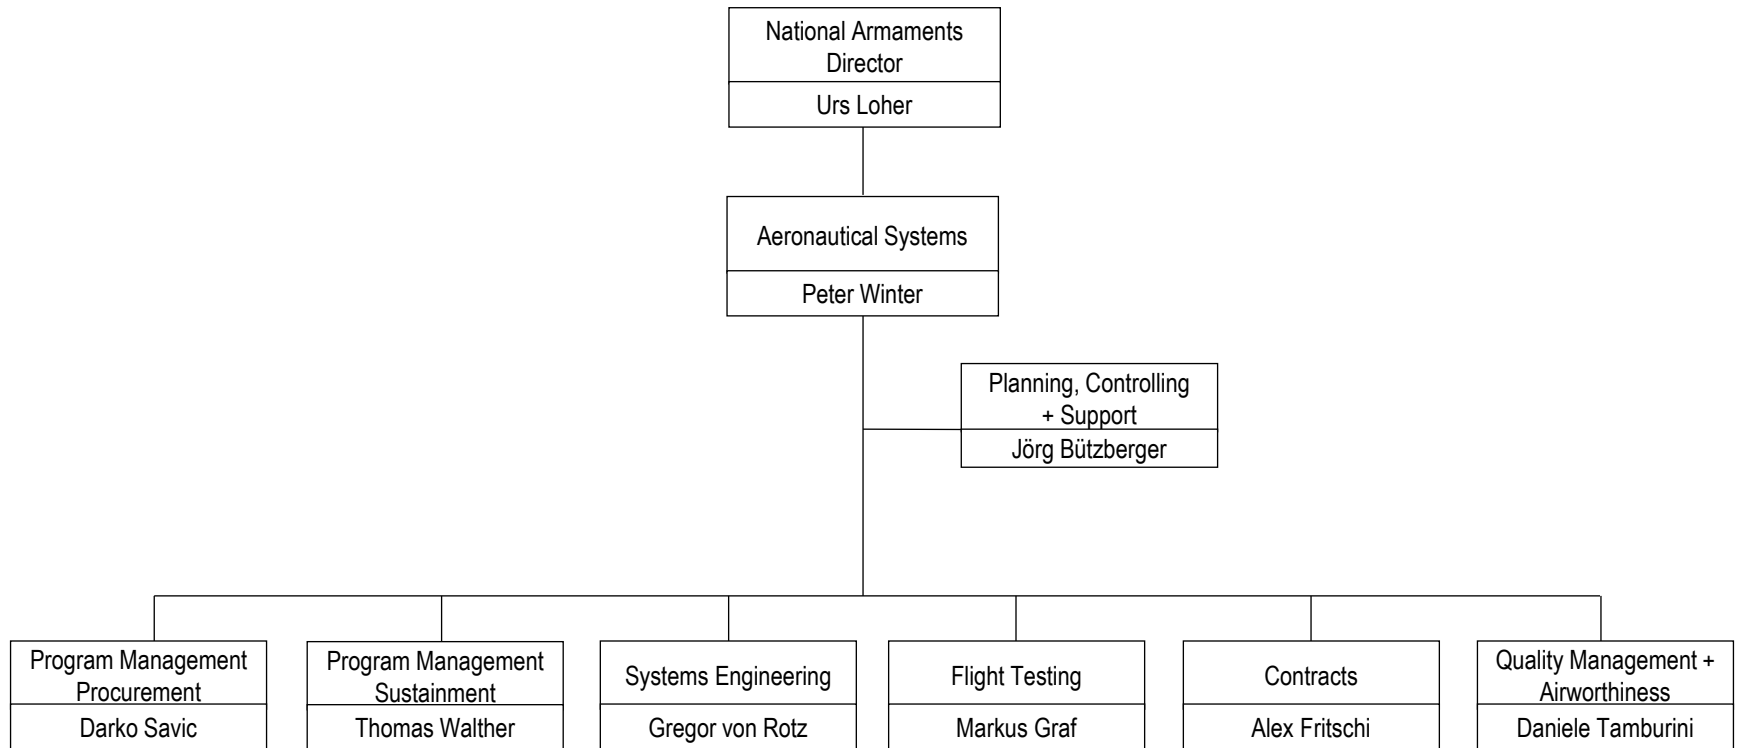 National Armaments
Director
Urs Loher
Aeronautical Systems
Peter Winter
Planning, Controlling
+ Support
Jörg Bützberger
Program Management
Procurement
Darko Savic
Program Management
Sustainment
Thomas Walther
Systems Engineering
Gregor von Rotz
Flight Testing
Markus Graf
Contracts
Alex Fritschi
Quality Management +
Airworthiness
Daniele Tamburini